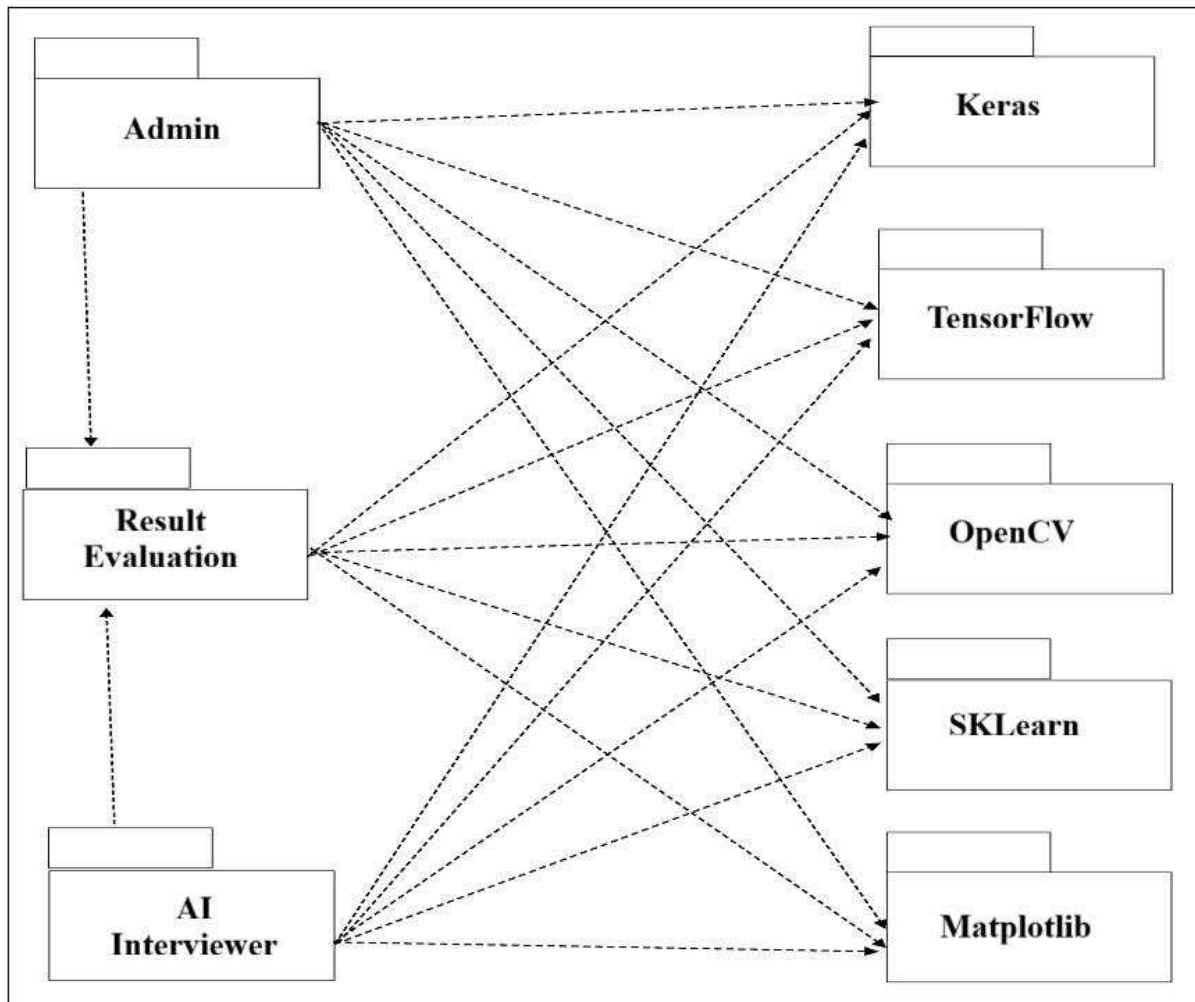 Admin
Keras
TensorFlow
Result
Evaluation
OpenCV
SKLearn
AI
Interviewer
Matplotlib